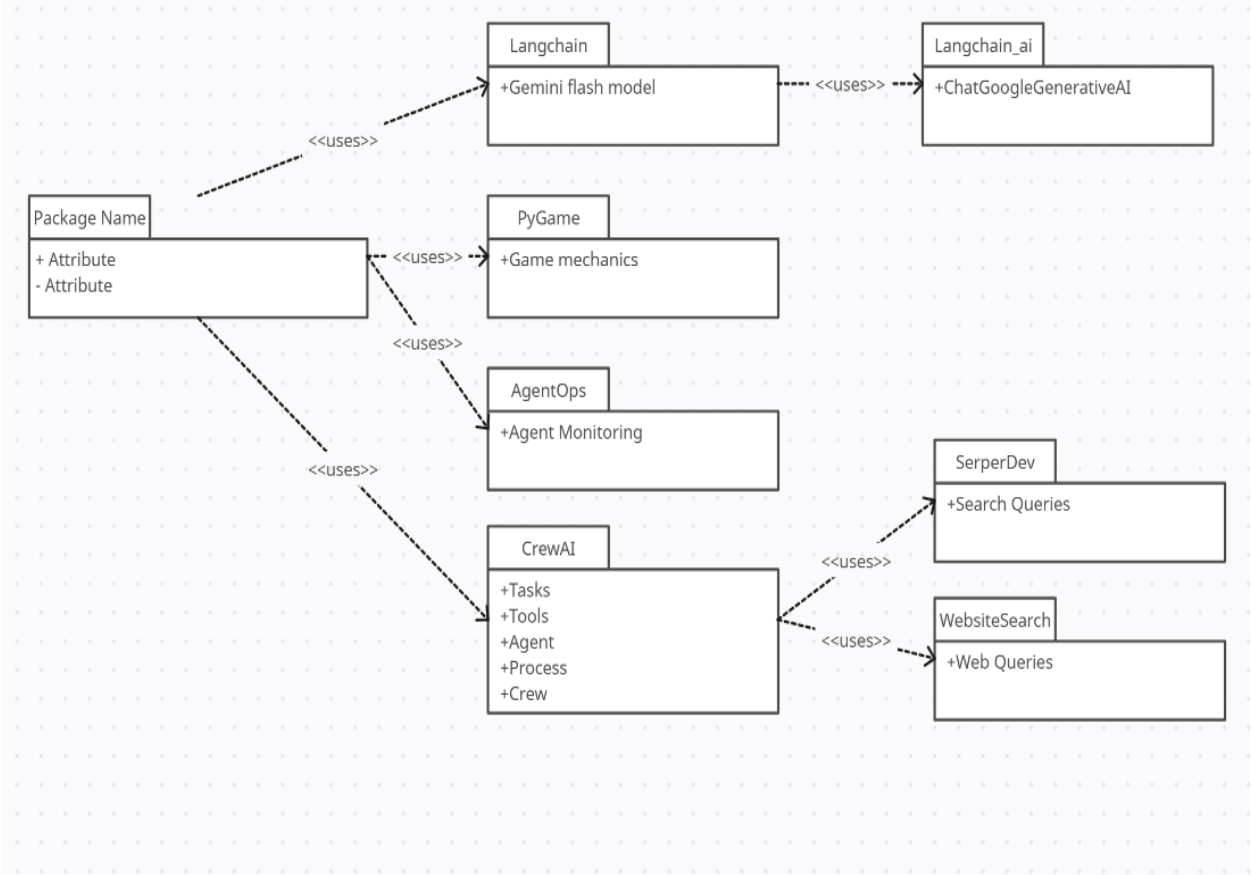 Langchain
+Gemini flash model
<<uses>>
Langchain_ai
+ChatGoogleGenerativeAI
<<uses>>
Package Name
+ Attribute
- Attribute
<<uses>>
PyGame
+Game mechanics
<<uses>>
AgentOps
+Agent Monitoring
<<uses>>
CrewAI
+Tasks
+Tools
+Agent
+Process
+Crew
<<uses>>
SerperDev
+Search Queries
<<uses>>
WebsiteSearch
+Web Queries